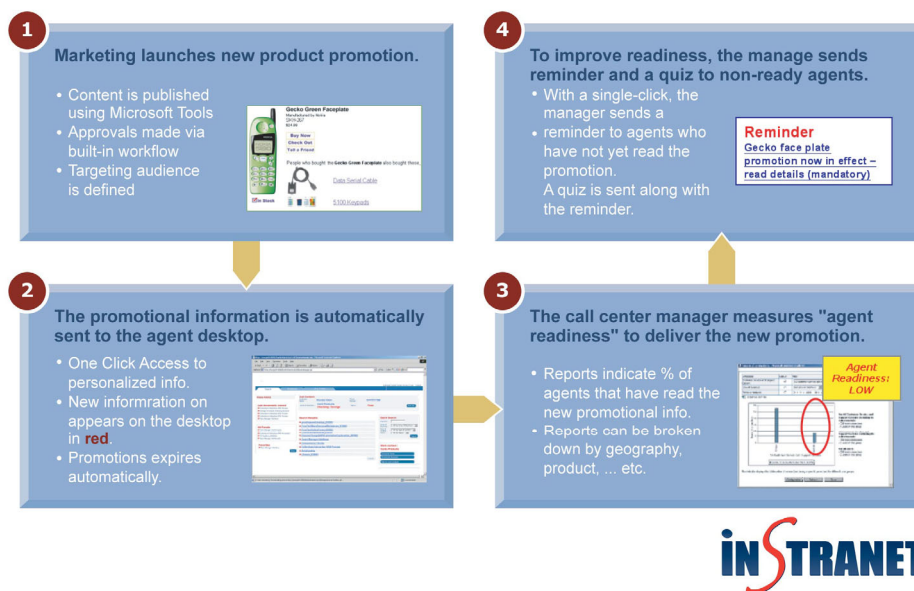 1
Marketing launches new product promotion.
• Content is published
using Microsoft Tools
• Approvals made via
built-in workflow
• Targeting audience
is defined
Gecko Green Faceplate
Manufactured by Nokia
Buy Now
Check Out
Tell a Friend
People who bought the Gecko Green Faceplate also bought these
Data Serial Cable
5100 Keypads
In Stock
2
The promotional information is automatically
sent to the agent desktop.
• One Click Access to
personalized info.
• New informration on
appears on the desktop
in red.
• Promotions expires
automatically.
3
The call center manager measures "agent
readiness" to deliver the new promotion.
• Reports indicate % of
agents that have read the
new promotional info.
• Reports can be broken
down by geography,
product, ... etc.
Agent
Readiness:
LOW
4
To improve readiness, the manage sends
reminder and a quiz to non-ready agents.
• With a single-click, the
manager sends a
• reminder to agents who
have not yet read the
promotion.
A quiz is sent along with
the reminder.
Reminder
Gecko face plate
promotion now in effect –
read details (mandatory)
INSTRANET